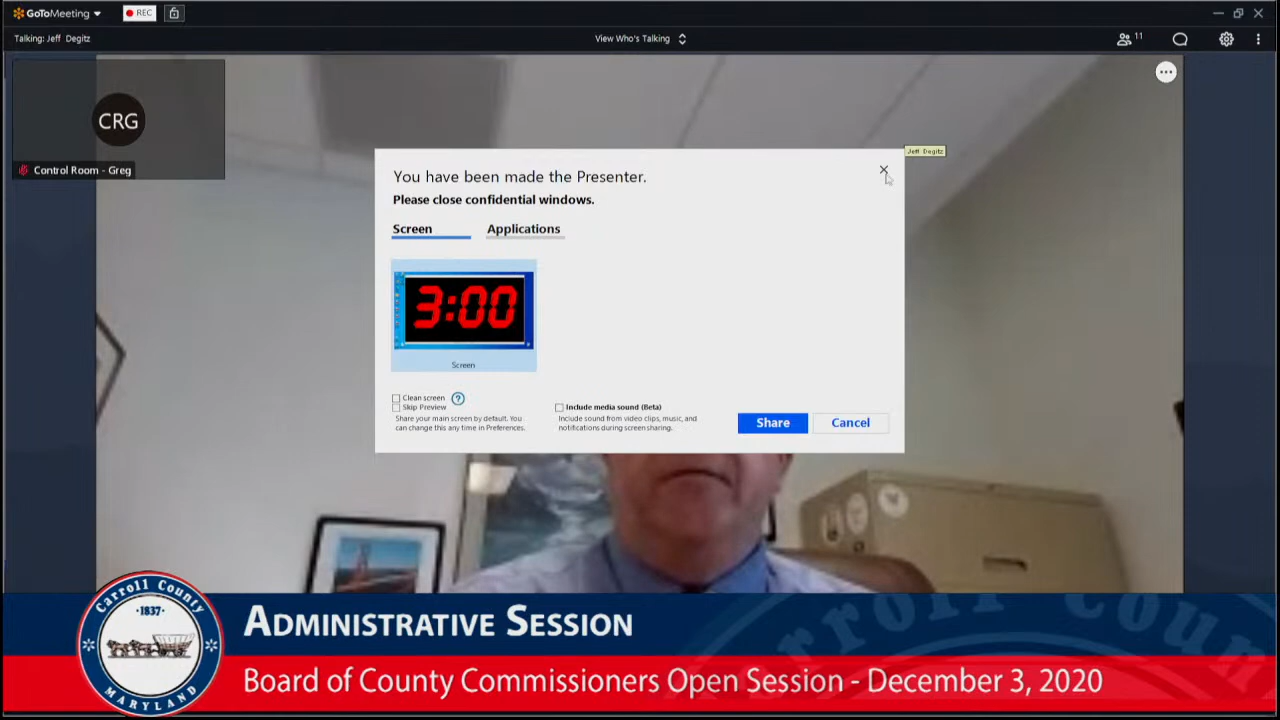 GoToMeeting
REC
Talking: Jeff Degitz
View Who's Talking
11
CRG
Control Room - Greg
Jeff Degitz
You have been made the Presenter.
Please close confidential windows.
Screen
Applications
3:00
Screen
Clean screen
?
Skip Preview
Share your main screen by default. You
can change this any time in Preferences.
Include media sound (Beta)
Include sound from video clips, music, and
notifications during screen sharing.
Share
Cancel
Carroll County
·1837·
MARYLAND
Carroll Coun
ADMINISTRATIVE SESSION
Board of County Commissioners Open Session - December 3, 2020